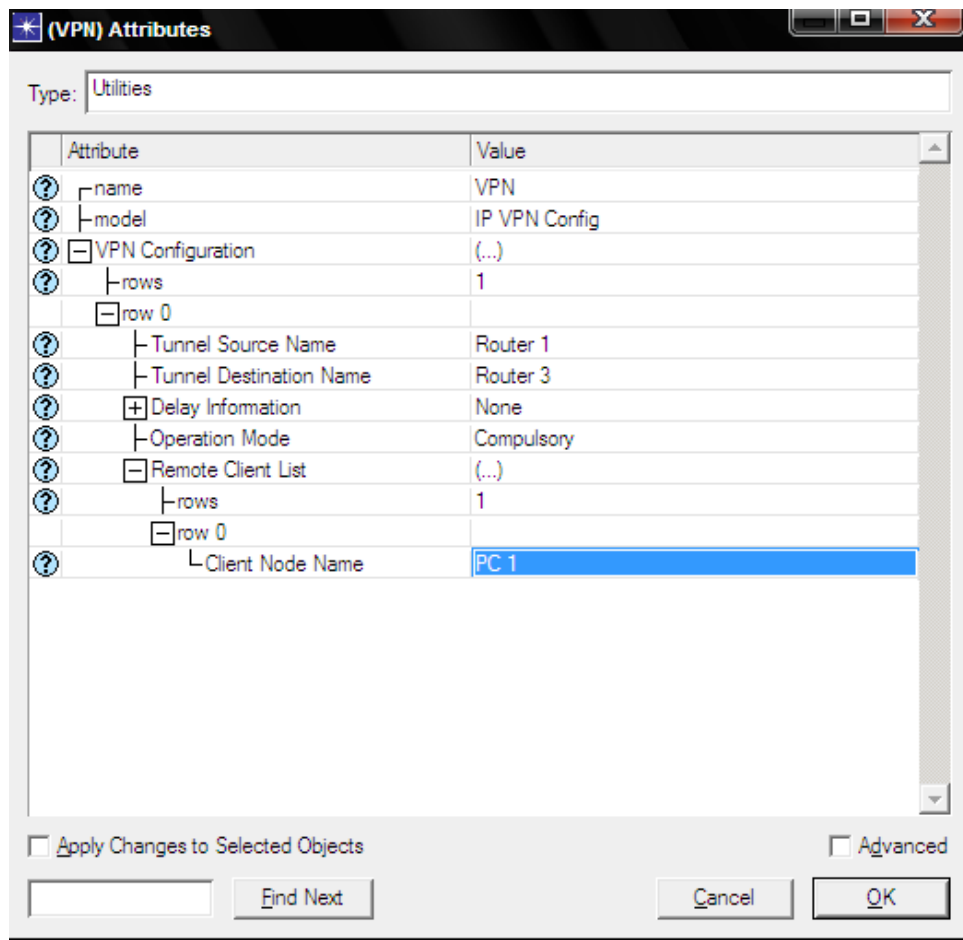 (VPN) Attributes
Type: Utilities
Attribute Value
name VPN
model IP VPN Config
VPN Configuration (...)
rows 1
row 0
Tunnel Source Name Router 1
Tunnel Destination Name Router 3
Delay Information None
Operation Mode Compulsory
Remote Client List (...)
rows 1
row 0
Client Node Name PC 1
Apply Changes to Selected Objects Advanced
Find Next Cancel OK